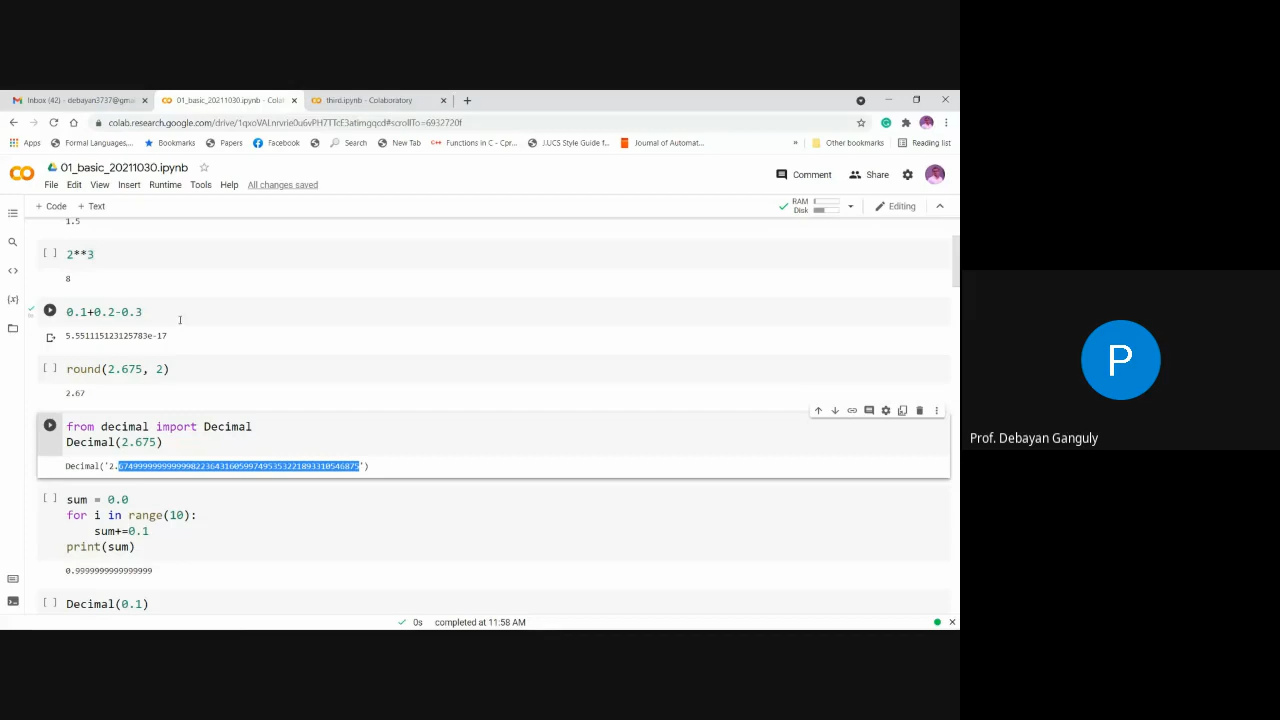 Inbox (42) - debayan3737@gma
01_basic_20211030.ipynb - Colab
third.ipynb - Colaboratory
colab.research.google.com/drive/1qxoVALnrvrie0u6vPH7TTcE3atimgqcd#scrollTo=6932720f
Apps
Formal Languages,...
Bookmarks
Papers
Facebook
Search
New Tab
Functions in C - Cpr...
J.UCS Style Guide f...
Journal of Automat...
»
Other bookmarks
Reading list
01_basic_20211030.ipynb
File Edit View Insert Runtime Tools Help All changes saved
Comment
Share
+ Code + Text
RAM
Disk
Editing
1.5
[ ] 2**3
8
0.1+0.2-0.3
5.551115123125783e-17
[ ] round(2.675, 2)
2.67
from decimal import Decimal
Decimal(2.675)
Decimal('2.67499999999999982236431605997495353221893310546875')
[ ] sum = 0.0
for i in range(10):
sum+=0.1
print(sum)
0.9999999999999999
[ ] Decimal(0.1)
0s completed at 11:58 AM
P
Prof. Debayan Ganguly